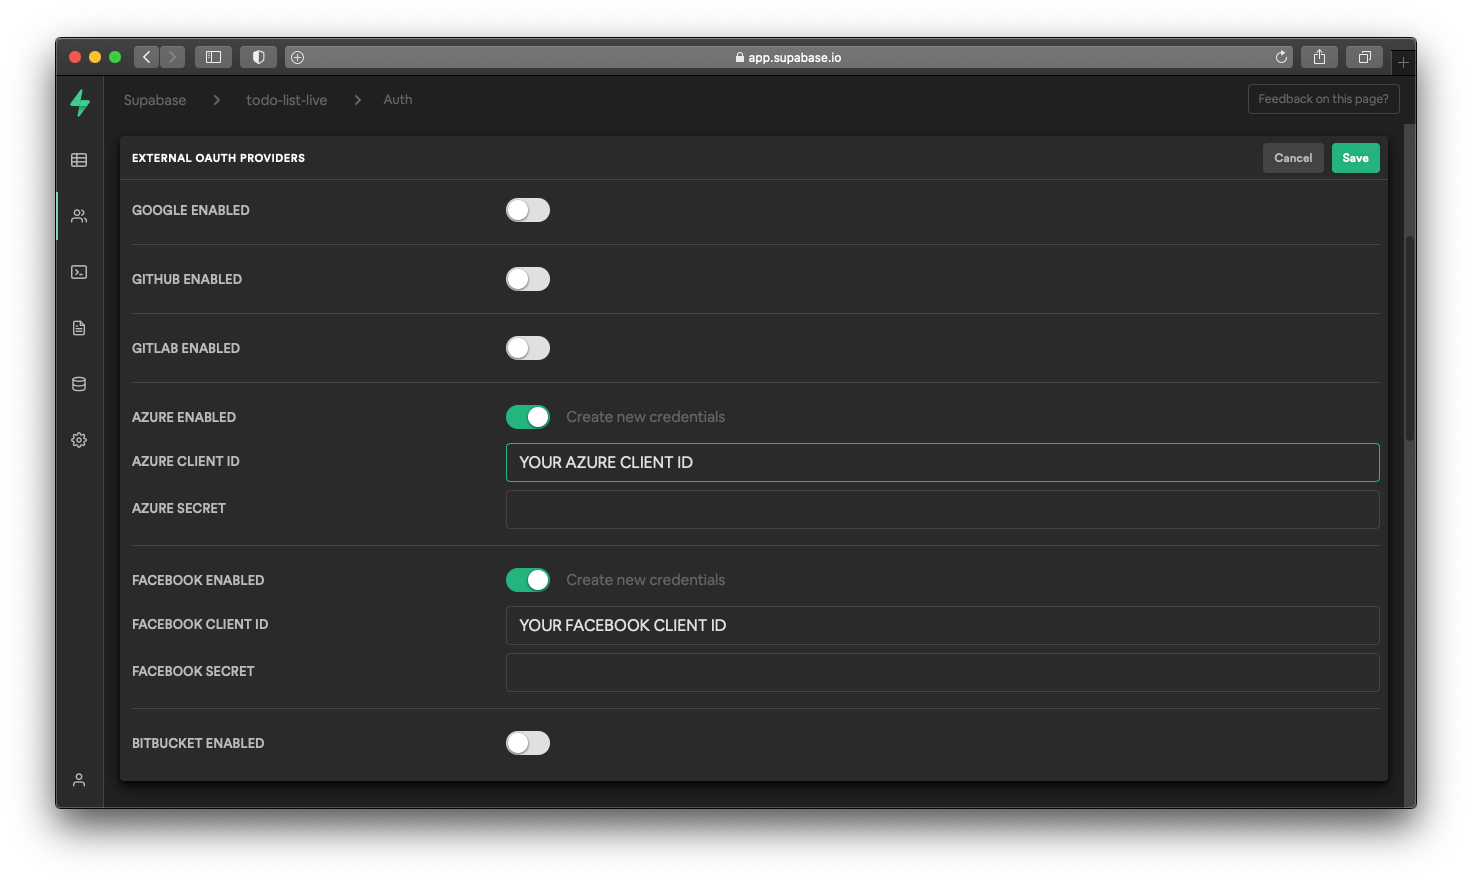 app.supabase.io
Supabase > todo-list-live > Auth
Feedback on this page?
EXTERNAL OAUTH PROVIDERS
Cancel
Save
GOOGLE ENABLED
GITHUB ENABLED
GITLAB ENABLED
AZURE ENABLED
Create new credentials
AZURE CLIENT ID
YOUR AZURE CLIENT ID
AZURE SECRET
FACEBOOK ENABLED
Create new credentials
FACEBOOK CLIENT ID
YOUR FACEBOOK CLIENT ID
FACEBOOK SECRET
BITBUCKET ENABLED